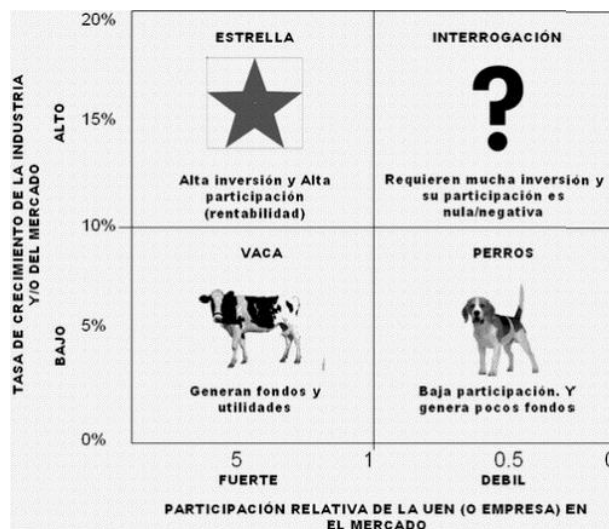 20%
ESTRELLA
INTERROGACIÓN
TASA DE CRECIMIENTO DE LA INDUSTRIA
Y/O DEL MERCADO
ALTO
15%
?
Alta inversión y Alta
participación
(rentabilidad)
Requieren mucha inversión y
su participación es
nula/negativa
10%
VACA
PERROS
BAJO
5%
Generan fondos y
utilidades
Baja participación. Y
genera pocos fondos
0%
5
1
0.5
0
FUERTE
DEBIL
PARTICIPACIÓN RELATIVA DE LA UEN (O EMPRESA) EN
EL MERCADO